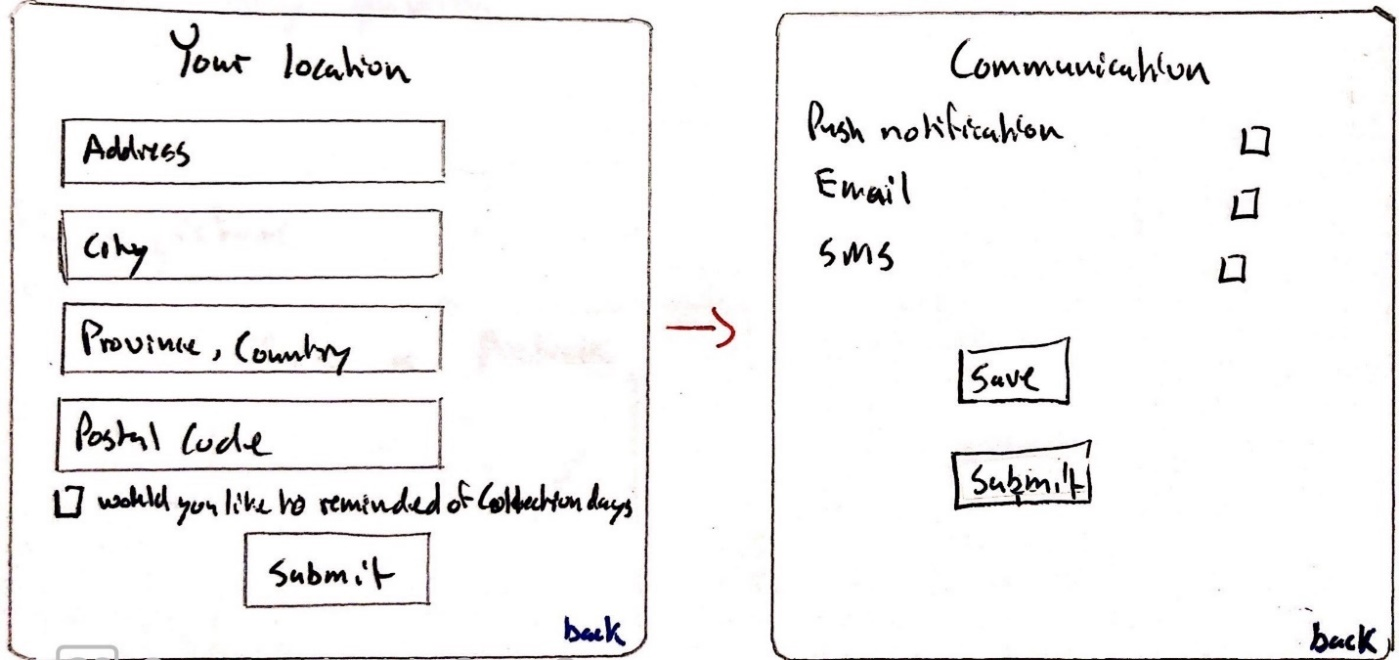 Your location
Address
City
Province, Country
Postal Code
would you like to reminded of Collection days
Submit
back
Communication
Push notification
Email
SMS
Save
Submit
back